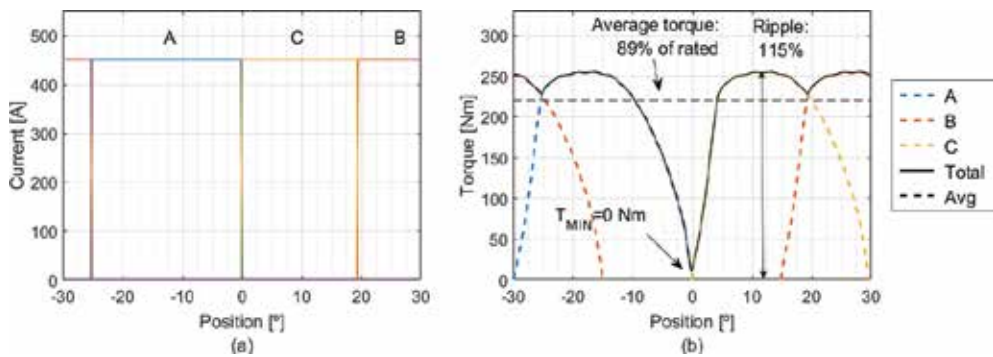 500
400
300
200
100
0
Current [A]
A
C
B
-30
-20
-10
0
10
20
30
Position [º]
(a)
300
250
200
150
100
50
0
Torque [Nm]
Average torque:
89% of rated
Ripple:
115%
TMIN=0 Nm
-30
-20
-10
0
10
20
30
Position [º]
(b)
A
B
C
Total
Avg